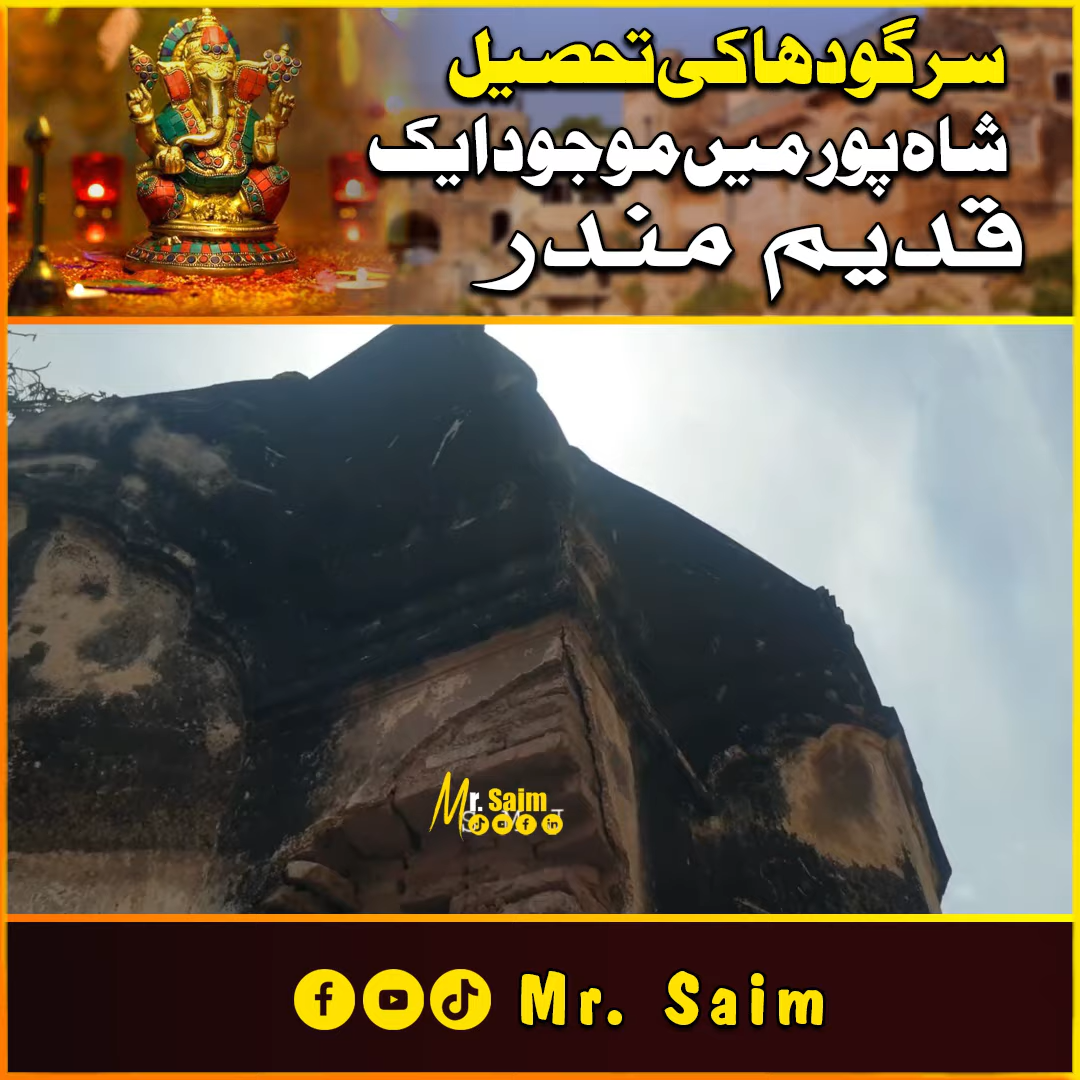 سرگودھا کی تحصیل
شاہ پور میں موجود ایک
قدیم مندر
Mr. Saim
Mr. Saim